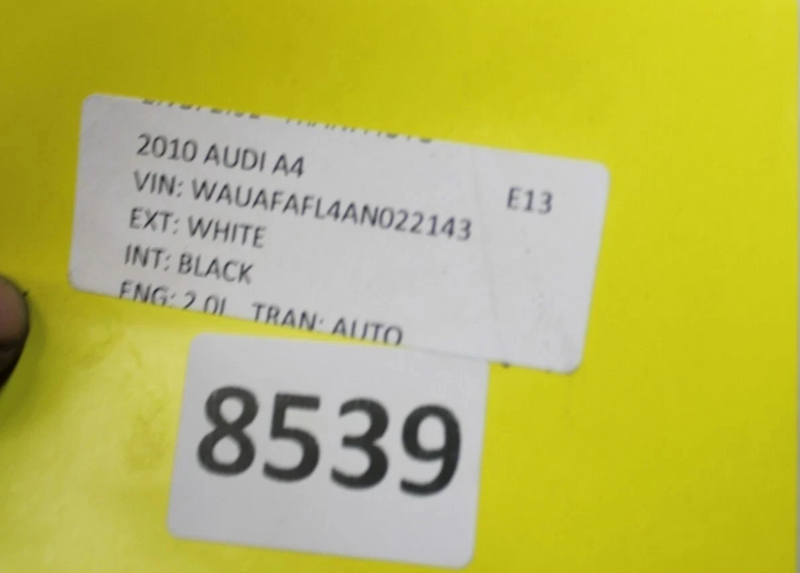 2010 AUDI A4
E13
VIN: WAUAFAFL4AN022143
EXT: WHITE
INT: BLACK
ENG: 2.0L TRAN: AUTO
8539